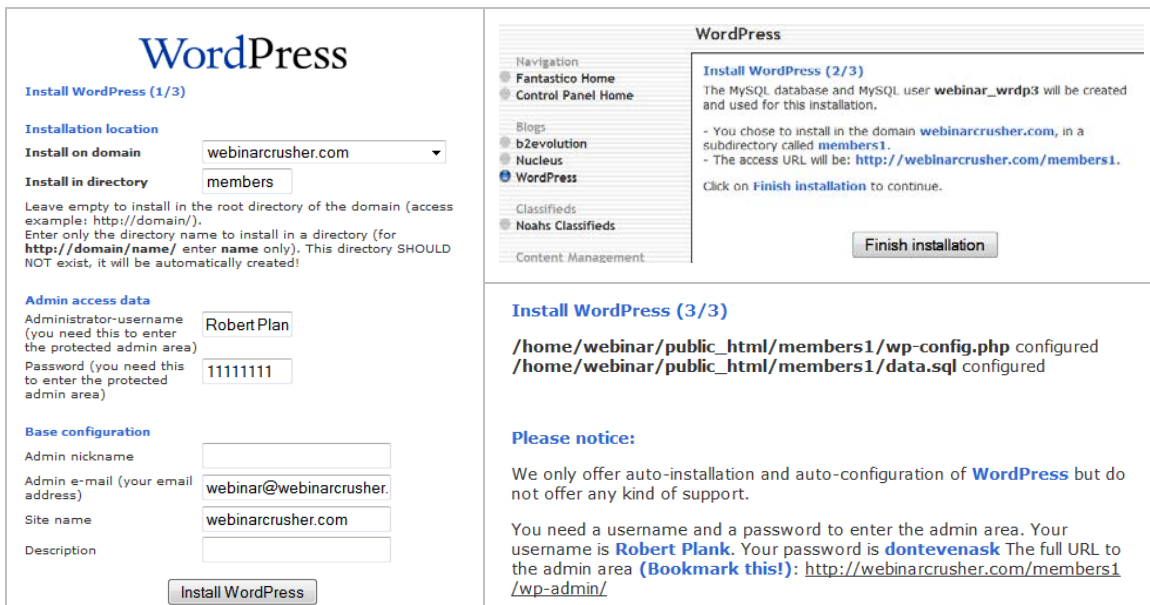 WordPress
Install WordPress (1/3)
Installation location
Install on domain webinarcrusher.com
Install in directory members
Leave empty to install in the root directory of the domain (access
example: http://domain/).
Enter only the directory name to install in a directory (for
http://domain/name/ enter name only). This directory SHOULD
NOT exist, it will be automatically created!
Admin access data
Administrator-username
(you need this to enter
the protected admin area)
Robert Plan
Password (you need this
to enter the protected
admin area)
11111111
Base configuration
Admin nickname
Admin e-mail (your email
address)
webinar@webinarcrusher.
Site name webinarcrusher.com
Description
Install WordPress
WordPress
Navigation
Fantastico Home
Control Panel Home
Blogs
b2evolution
Nucleus
WordPress
Classifieds
Noahs Classifieds
Content Management
Install WordPress (2/3)
The MySQL database and MySQL user webinar_wrdp3 will be created
and used for this installation.
- You chose to install in the domain webinarcrusher.com, in a
subdirectory called members1.
- The access URL will be: http://webinarcrusher.com/members1.
Click on Finish installation to continue.
Finish installation
Install WordPress (3/3)
/home/webinar/public_html/members1/wp-config.php configured
/home/webinar/public_html/members1/data.sql configured
Please notice:
We only offer auto-installation and auto-configuration of WordPress but do
not offer any kind of support.
You need a username and a password to enter the admin area. Your
username is Robert Plank. Your password is dontevenask The full URL to
the admin area (Bookmark this!): http://webinarcrusher.com/members1
/wp-admin/